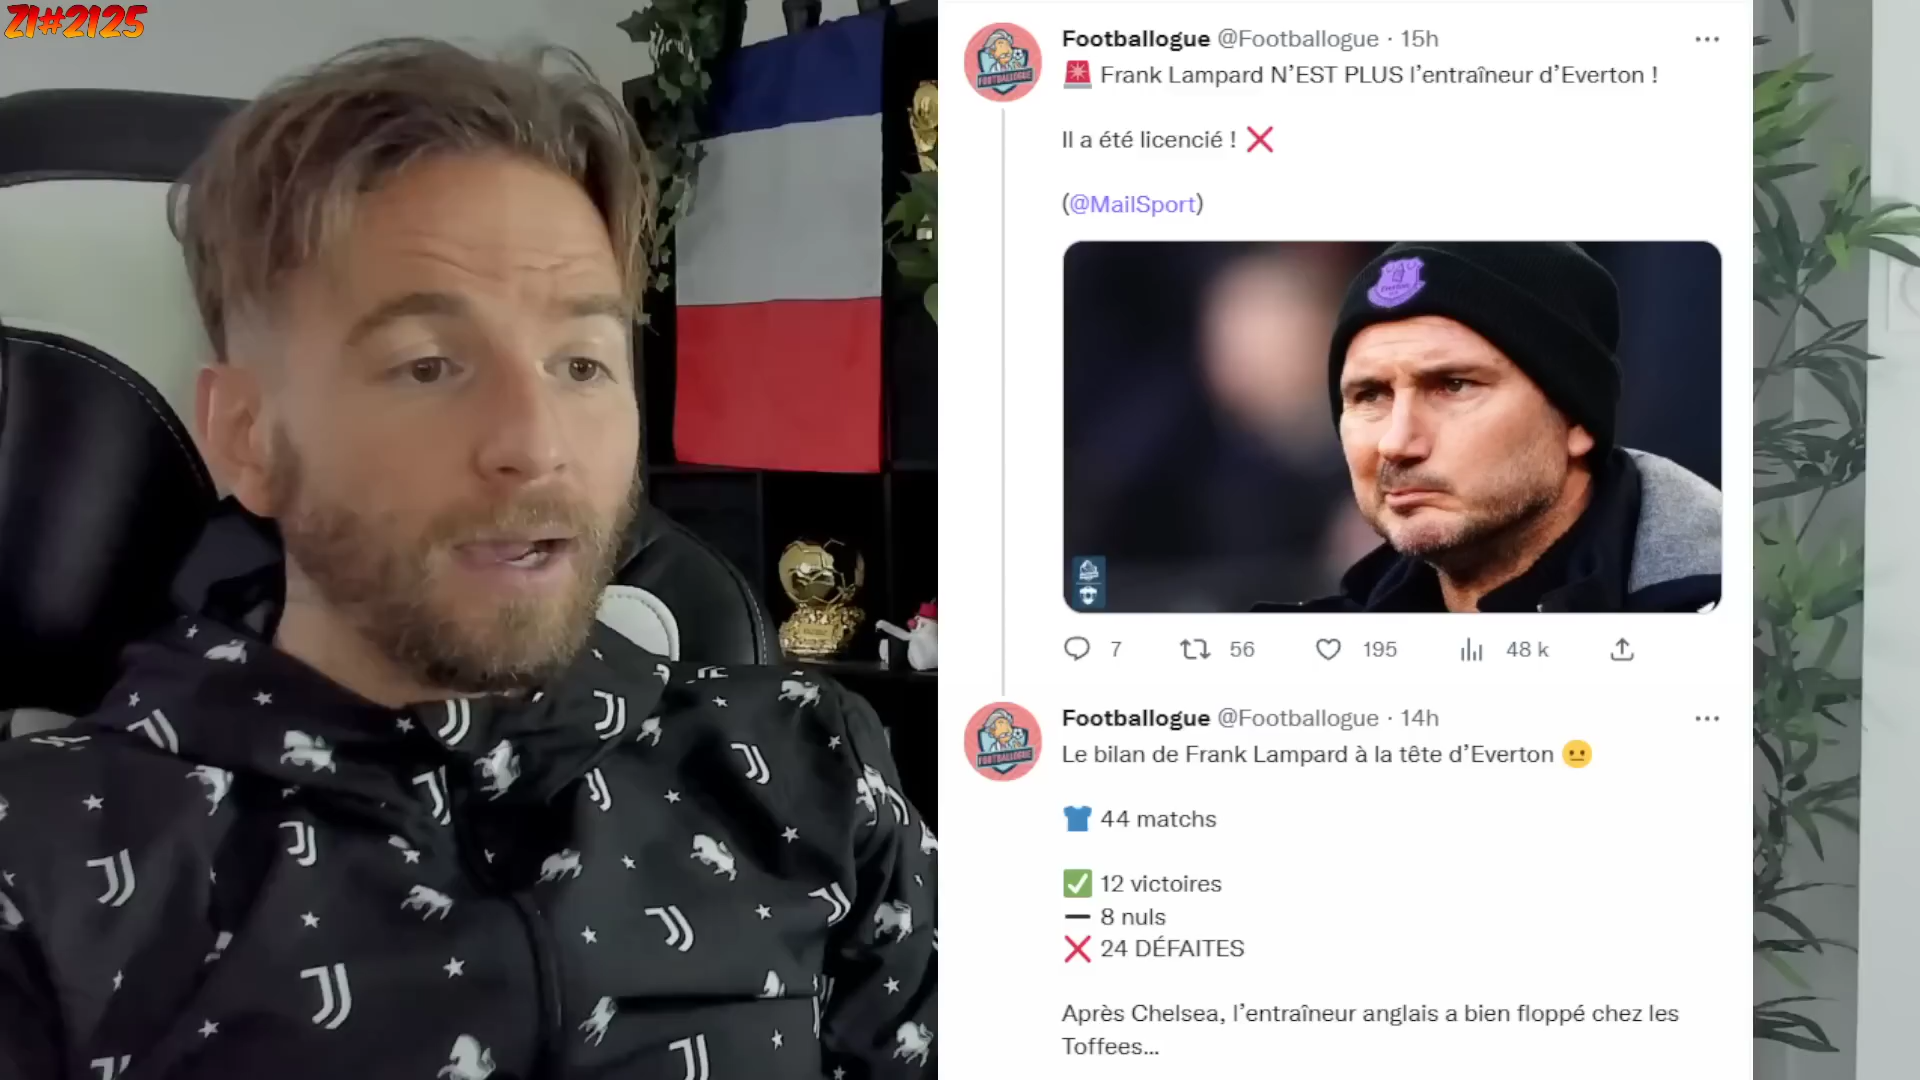 Z1#2125
Footballogue @Footballogue · 15h
Frank Lampard N’EST PLUS l’entraîneur d’Everton !
Il a été licencié !
(@MailSport)
7 56 195 48 k
Footballogue @Footballogue · 14h
Le bilan de Frank Lampard à la tête d’Everton
44 matchs
12 victoires
8 nuls
24 DÉFAITES
Après Chelsea, l’entraîneur anglais a bien floppé chez les
Toffees...